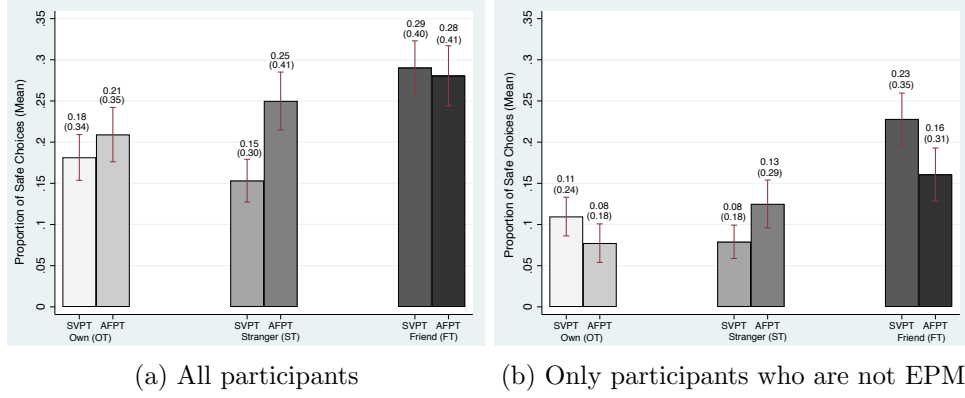 Proportion of Safe Choices (Mean)
0
.05
.1
.15
.2
.25
.3
.35
0.18
(0.34)
0.21
(0.35)
0.15
(0.30)
0.25
(0.41)
0.29
(0.40)
0.28
(0.41)
SVPT AFPT
Own (OT)
SVPT AFPT
Stranger (ST)
SVPT AFPT
Friend (FT)
(a) All participants
Proportion of Safe Choices (Mean)
0
.05
.1
.15
.2
.25
.3
.35
0.11
(0.24)
0.08
(0.18)
0.08
(0.18)
0.13
(0.29)
0.23
(0.35)
0.16
(0.31)
SVPT AFPT
Own (OT)
SVPT AFPT
Stranger (ST)
SVPT AFPT
Friend (FT)
(b) Only participants who are not EPM